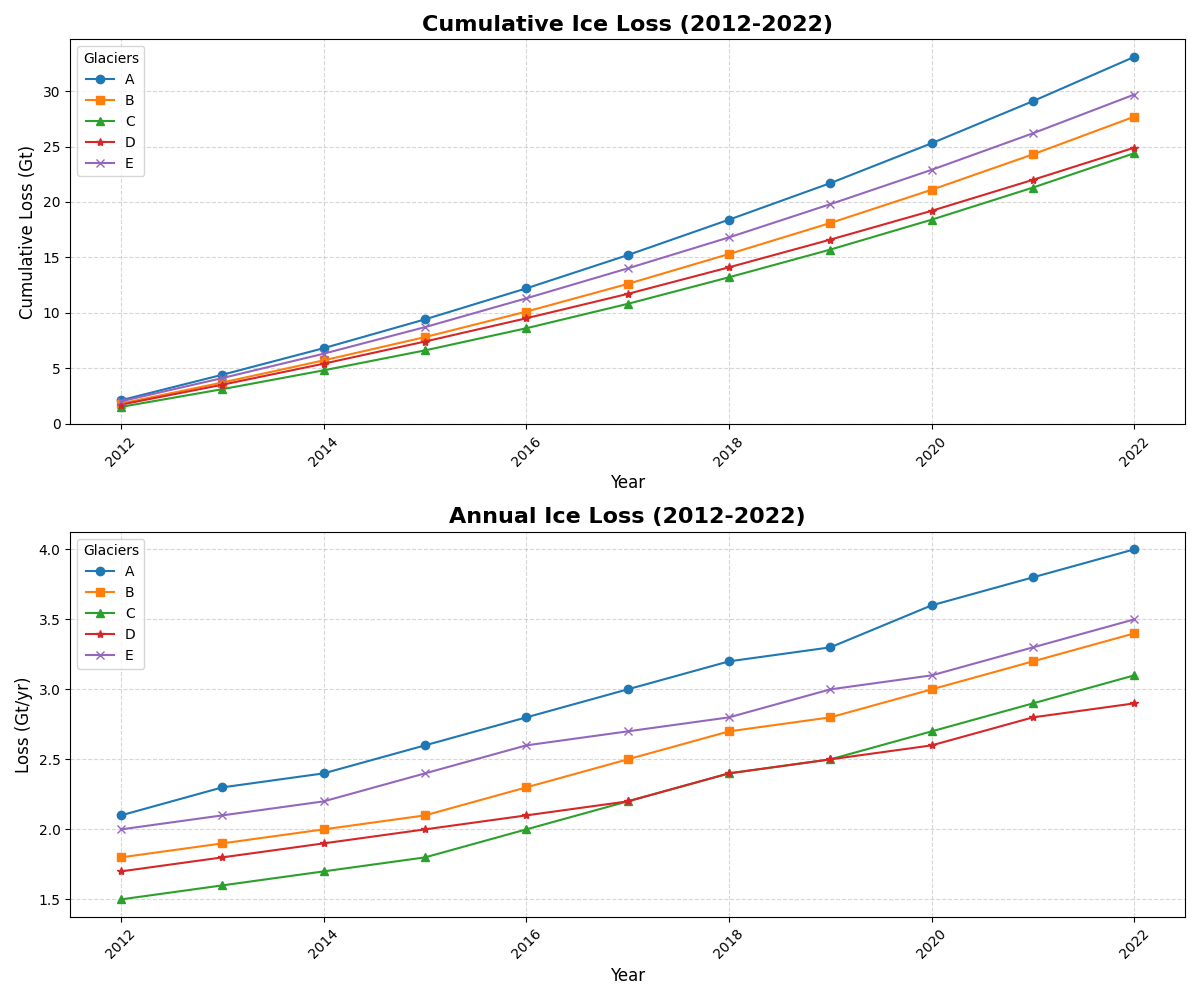 Cumulative Ice Loss (2012-2022)
Cumulative Loss (Gt)
30
25
20
15
10
5
0
Glaciers
A
B
C
D
E
2012
2014
2016
2018
2020
2022
Year
Annual Ice Loss (2012-2022)
Loss (Gt/yr)
4.0
3.5
3.0
2.5
2.0
1.5
Glaciers
A
B
C
D
E
2012
2014
2016
2018
2020
2022
Year